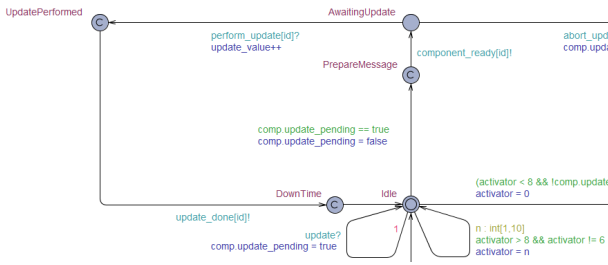 UpdatePerformed
AwaitingUpdate
C
perform_update[id]?
update_value++
abort_upd
comp.upda
component_ready[id]!
PrepareMessage
C
comp.update_pending == true
comp.update_pending = false
DownTime
C
Idle
(activator < 8 && !comp.update
activator = 0
update_done[id]!
update?
comp.update_pending = true
1
n : int[1,10]
activator > 8 && activator != 6
activator = n